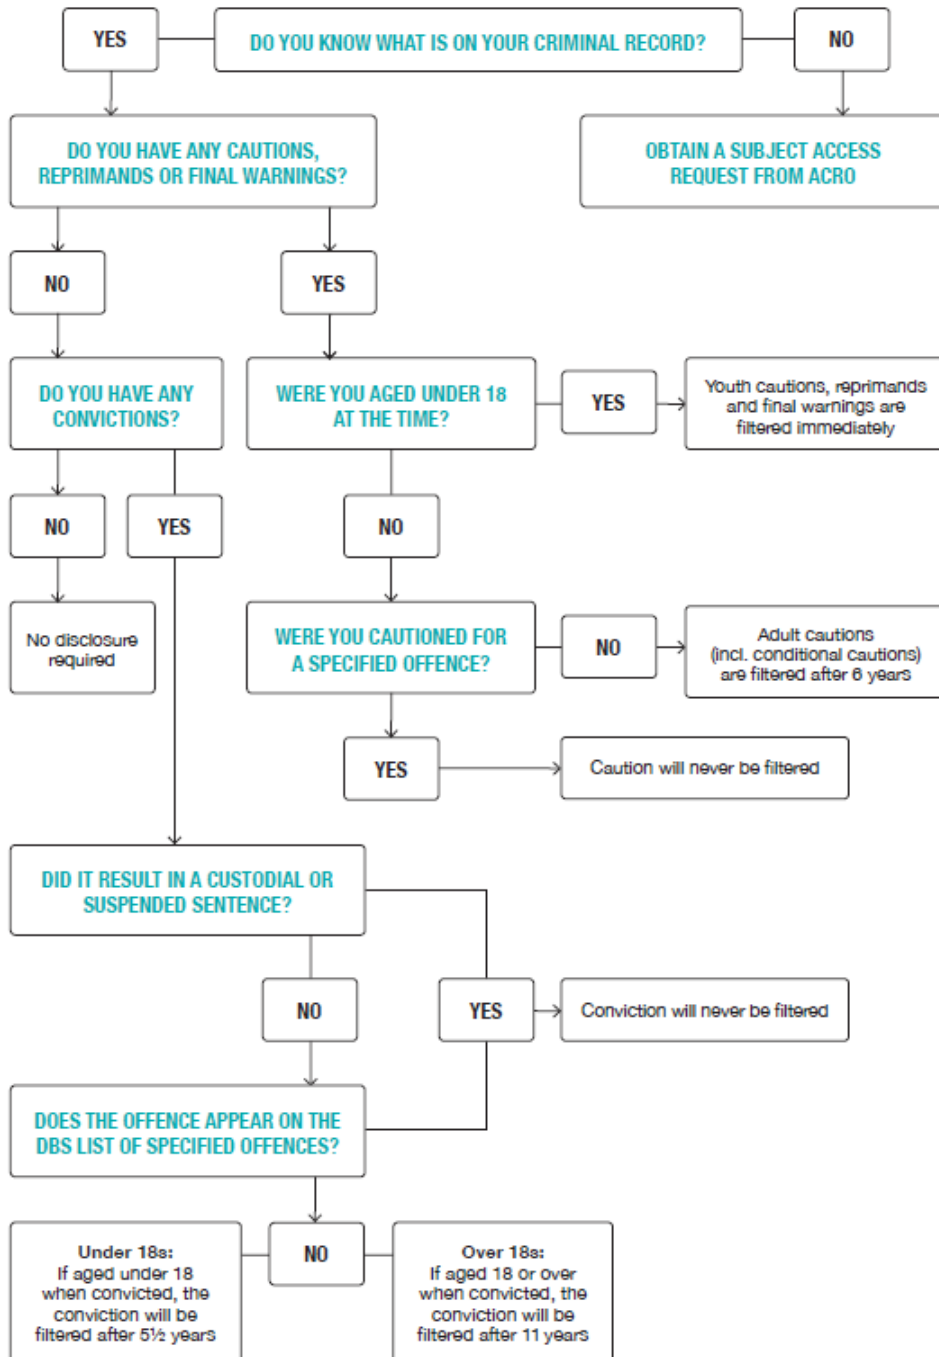 YES
DO YOU KNOW WHAT IS ON YOUR CRIMINAL RECORD?
NO
DO YOU HAVE ANY CAUTIONS,
REPRIMANDS OR FINAL WARNINGS?
OBTAIN A SUBJECT ACCESS
REQUEST FROM ACRO
NO
YES
DO YOU HAVE ANY
CONVICTIONS?
WERE YOU AGED UNDER 18
AT THE TIME?
YES
Youth cautions, reprimands
and final warnings are
filtered immediately
NO
YES
NO
No disclosure
required
WERE YOU CAUTIONED FOR
A SPECIFIED OFFENCE?
NO
Adult cautions
(incl. conditional cautions)
are filtered after 6 years
YES
Caution will never be filtered
DID IT RESULT IN A CUSTODIAL OR
SUSPENDED SENTENCE?
NO
YES
Conviction will never be filtered
DOES THE OFFENCE APPEAR ON THE
DBS LIST OF SPECIFIED OFFENCES?
Under 18s:
If aged under 18
when convicted, the
conviction will be
filtered after 5½ years
NO
Over 18s:
If aged 18 or over
when convicted, the
conviction will be
filtered after 11 years